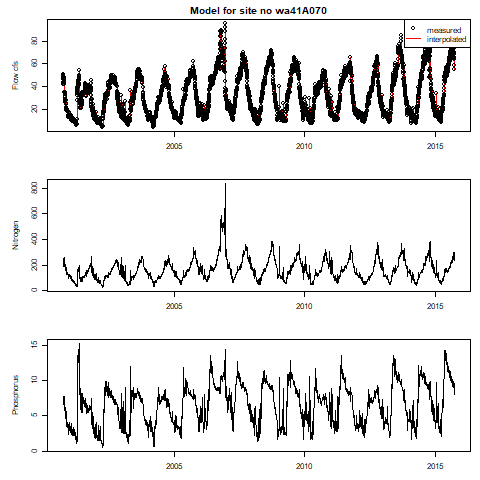 Model for site no wa41A070
measured
interpolated
Flow cfs
20 40 60 80
2005 2010 2015
Nitrogen
0 200 400 600 800
2005 2010 2015
Phosphorus
0 5 10 15
2005 2010 2015